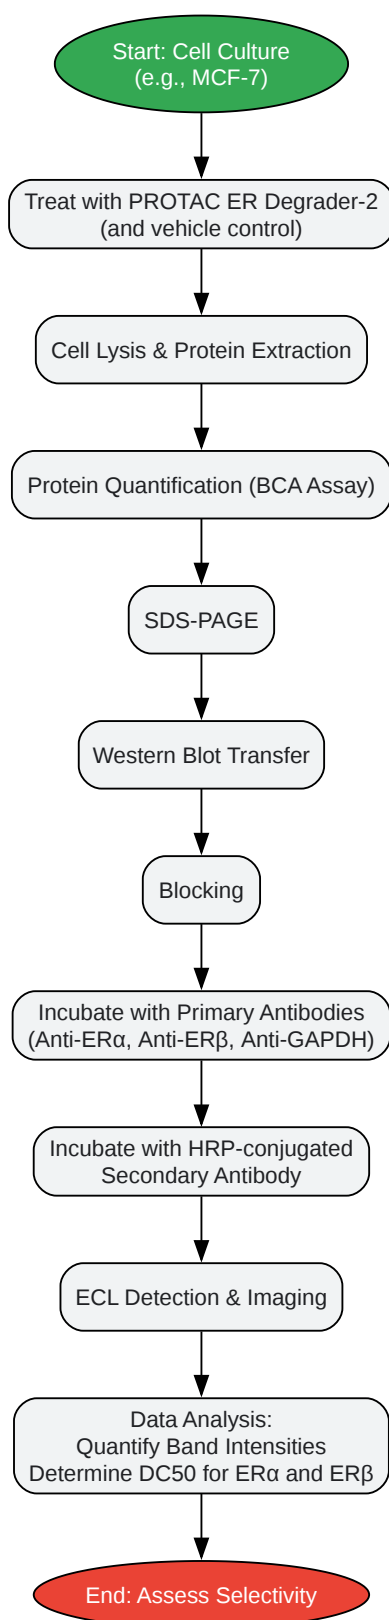 Start: Cell Culture
(e.g., MCF-7)
Treat with PROTAC ER Degrader-2
(and vehicle control)
Cell Lysis & Protein Extraction
Protein Quantification (BCA Assay)
SDS-PAGE
Western Blot Transfer
Blocking
Incubate with Primary Antibodies
(Anti-ERα, Anti-ERβ, Anti-GAPDH)
Incubate with HRP-conjugated
Secondary Antibody
ECL Detection & Imaging
Data Analysis:
Quantify Band Intensities
Determine DC50 for ERα and ERβ
End: Assess Selectivity